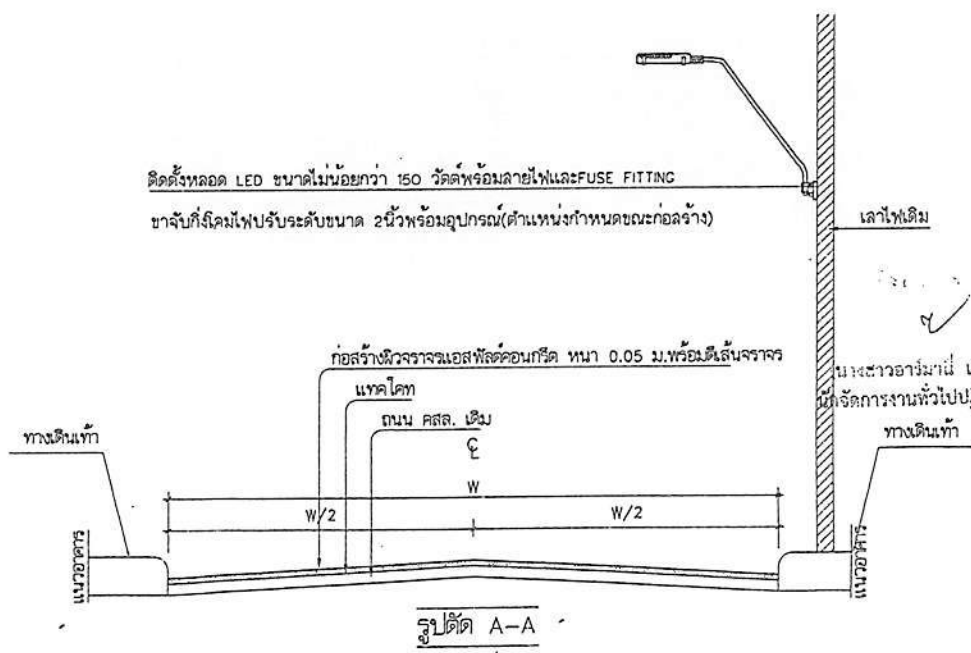 ติดตั้งหลอด LED ขนาดไม่น้อยกว่า 150 วัตต์พร้อมสายไฟและFUSE FITTING
ขาจับกิ่งโคมไฟปรับระดับขนาด 2นิ้วพร้อมอุปกรณ์(ตำแหน่งกำหนดขณะก่อสร้าง)
เสาไฟเดิม
ก่อสร้างผิวจราจรแอสฟัลต์คอนกรีต หนา 0.05 ม.พร้อมตีเส้นจราจร
นางสาวอาร์มานี่
นักจัดการงานทั่วไป
แทคโคท
ถนน คสล. เดิม
ทางเดินเท้า
ทางเดินเท้า
℄
W
W/2
W/2
แนวอาคาร
แนวอาคาร
รูปตัด A-A